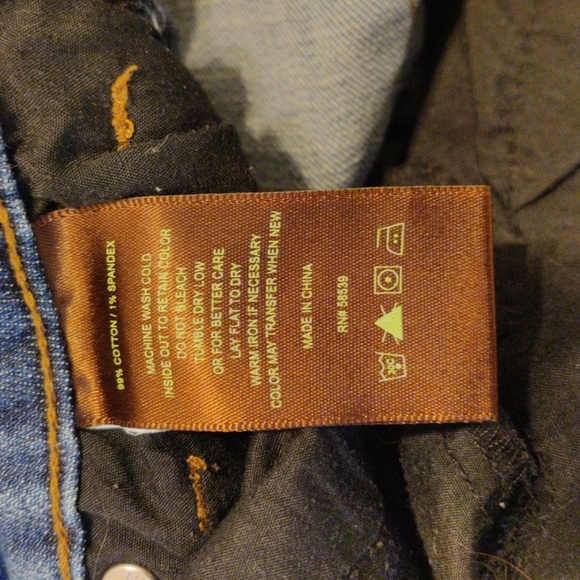 99% COTTON / 1% SPANDEX
MACHINE WASH COLD
INSIDE OUT TO RETAIN COLOR
DO NOT BLEACH
TUMBLE DRY LOW
OR FOR BETTER CARE
LAY FLAT TO DRY
WARM IRON IF NECESSARY
COLOR MAY TRANSFER WHEN NEW
MADE IN CHINA
RN# 58539
30C